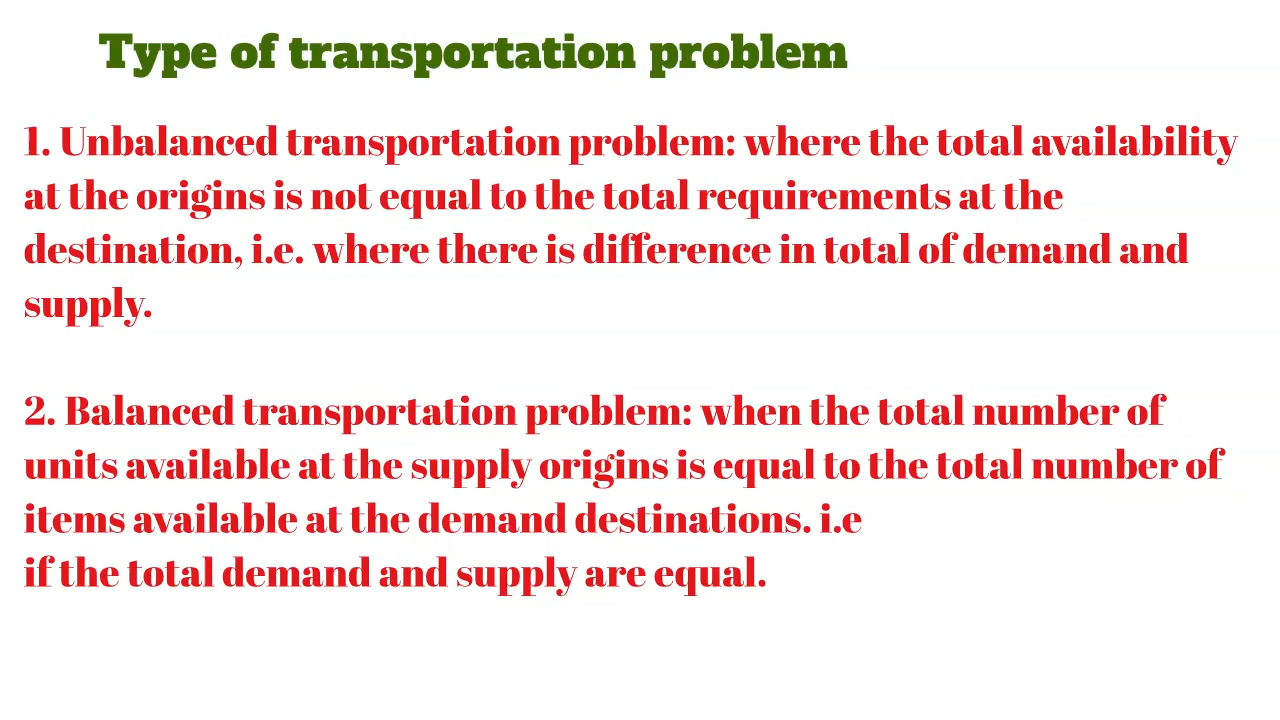 Type of transportation problem
1. Unbalanced transportation problem: where the total availability
at the origins is not equal to the total requirements at the
destination, i.e. where there is difference in total of demand and
supply.
2. Balanced transportation problem: when the total number of
units available at the supply origins is equal to the total number of
items available at the demand destinations. i.e
if the total demand and supply are equal.